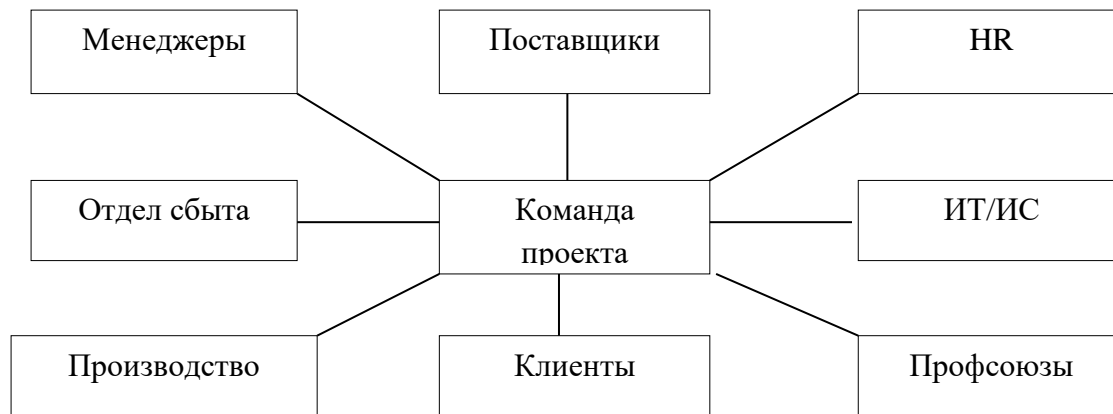 Менеджеры
Поставщики
HR
Отдел сбыта
Команда
проекта
ИТ/ИС
Производство
Клиенты
Профсоюзы